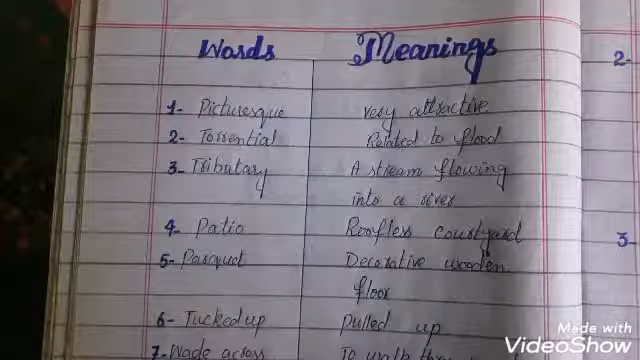 Words Meanings
2-
1- Picturesque very attractive
2- Torrential Related to flood
3- Tributary A stream flowing
into a river
4- Patio Roofless courtyard
3-
5- Parquet Decorative wooden
floor
6- Tucked up pulled up
7- Wade across To walk
Made with
VideoShow